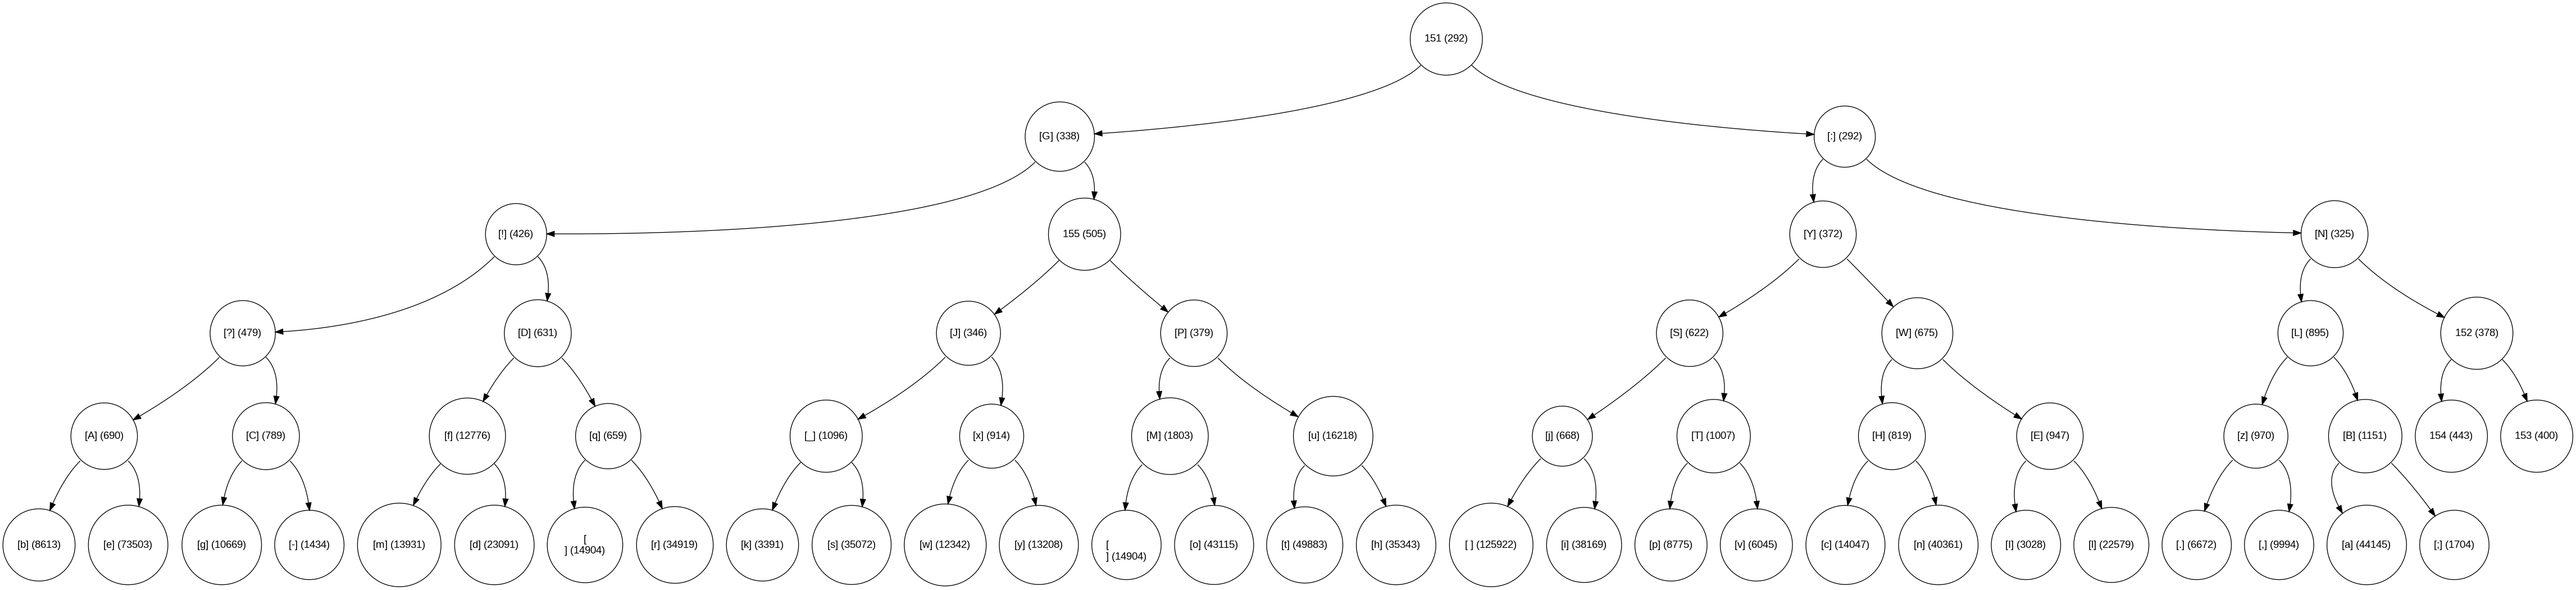 151 (292)
[G] (338)
[:] (292)
[!] (426)
155 (505)
[Y] (372)
[N] (325)
[?] (479)
[D] (631)
[J] (346)
[P] (379)
[S] (622)
[W] (675)
[L] (895)
152 (378)
[A] (690)
[C] (789)
[f] (12776)
[q] (659)
[_] (1096)
[x] (914)
[M] (1803)
[u] (16218)
[j] (668)
[T] (1007)
[H] (819)
[E] (947)
[z] (970)
[B] (1151)
154 (443)
153 (400)
[b] (8613)
[e] (73503)
[g] (10669)
[-] (1434)
[m] (13931)
[d] (23091)
[
] (14904)
[r] (34919)
[k] (3391)
[s] (35072)
[w] (12342)
[y] (13208)
[
] (14904)
[o] (43115)
[t] (49883)
[h] (35343)
[ ] (125922)
[i] (38169)
[p] (8775)
[v] (6045)
[c] (14047)
[n] (40361)
[I] (3028)
[l] (22579)
[.] (6672)
[,] (9994)
[a] (44145)
[;] (1704)